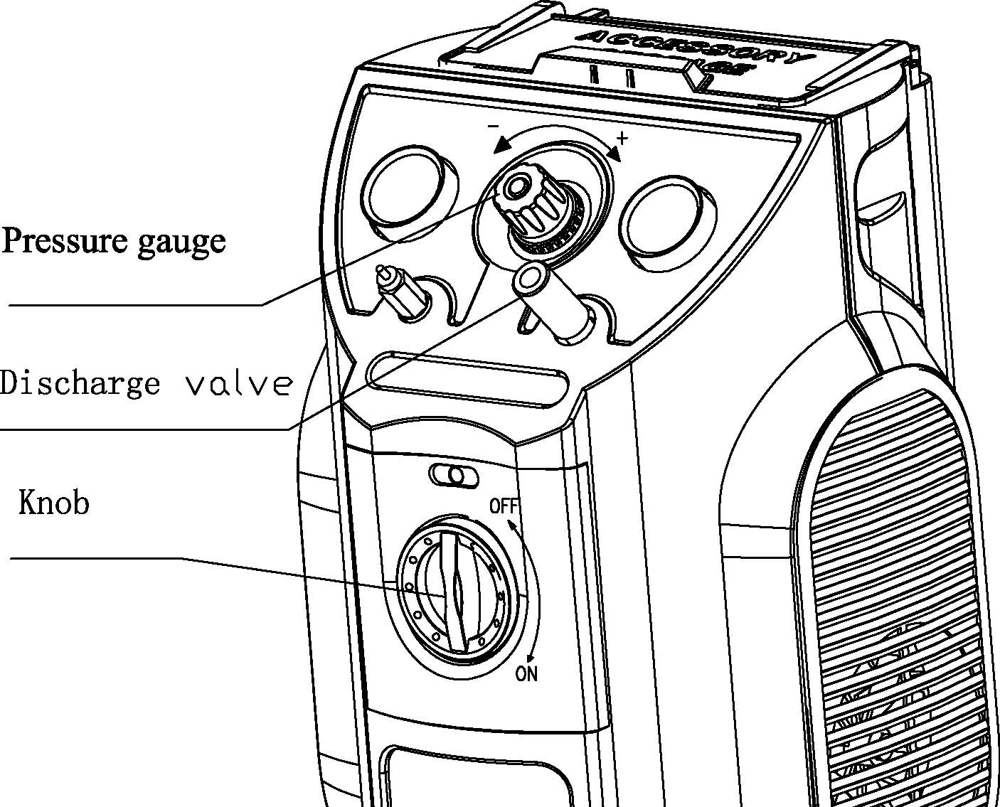 ACCESSORY
- +
Pressure gauge
Discharge valve
Knob
OFF
ON